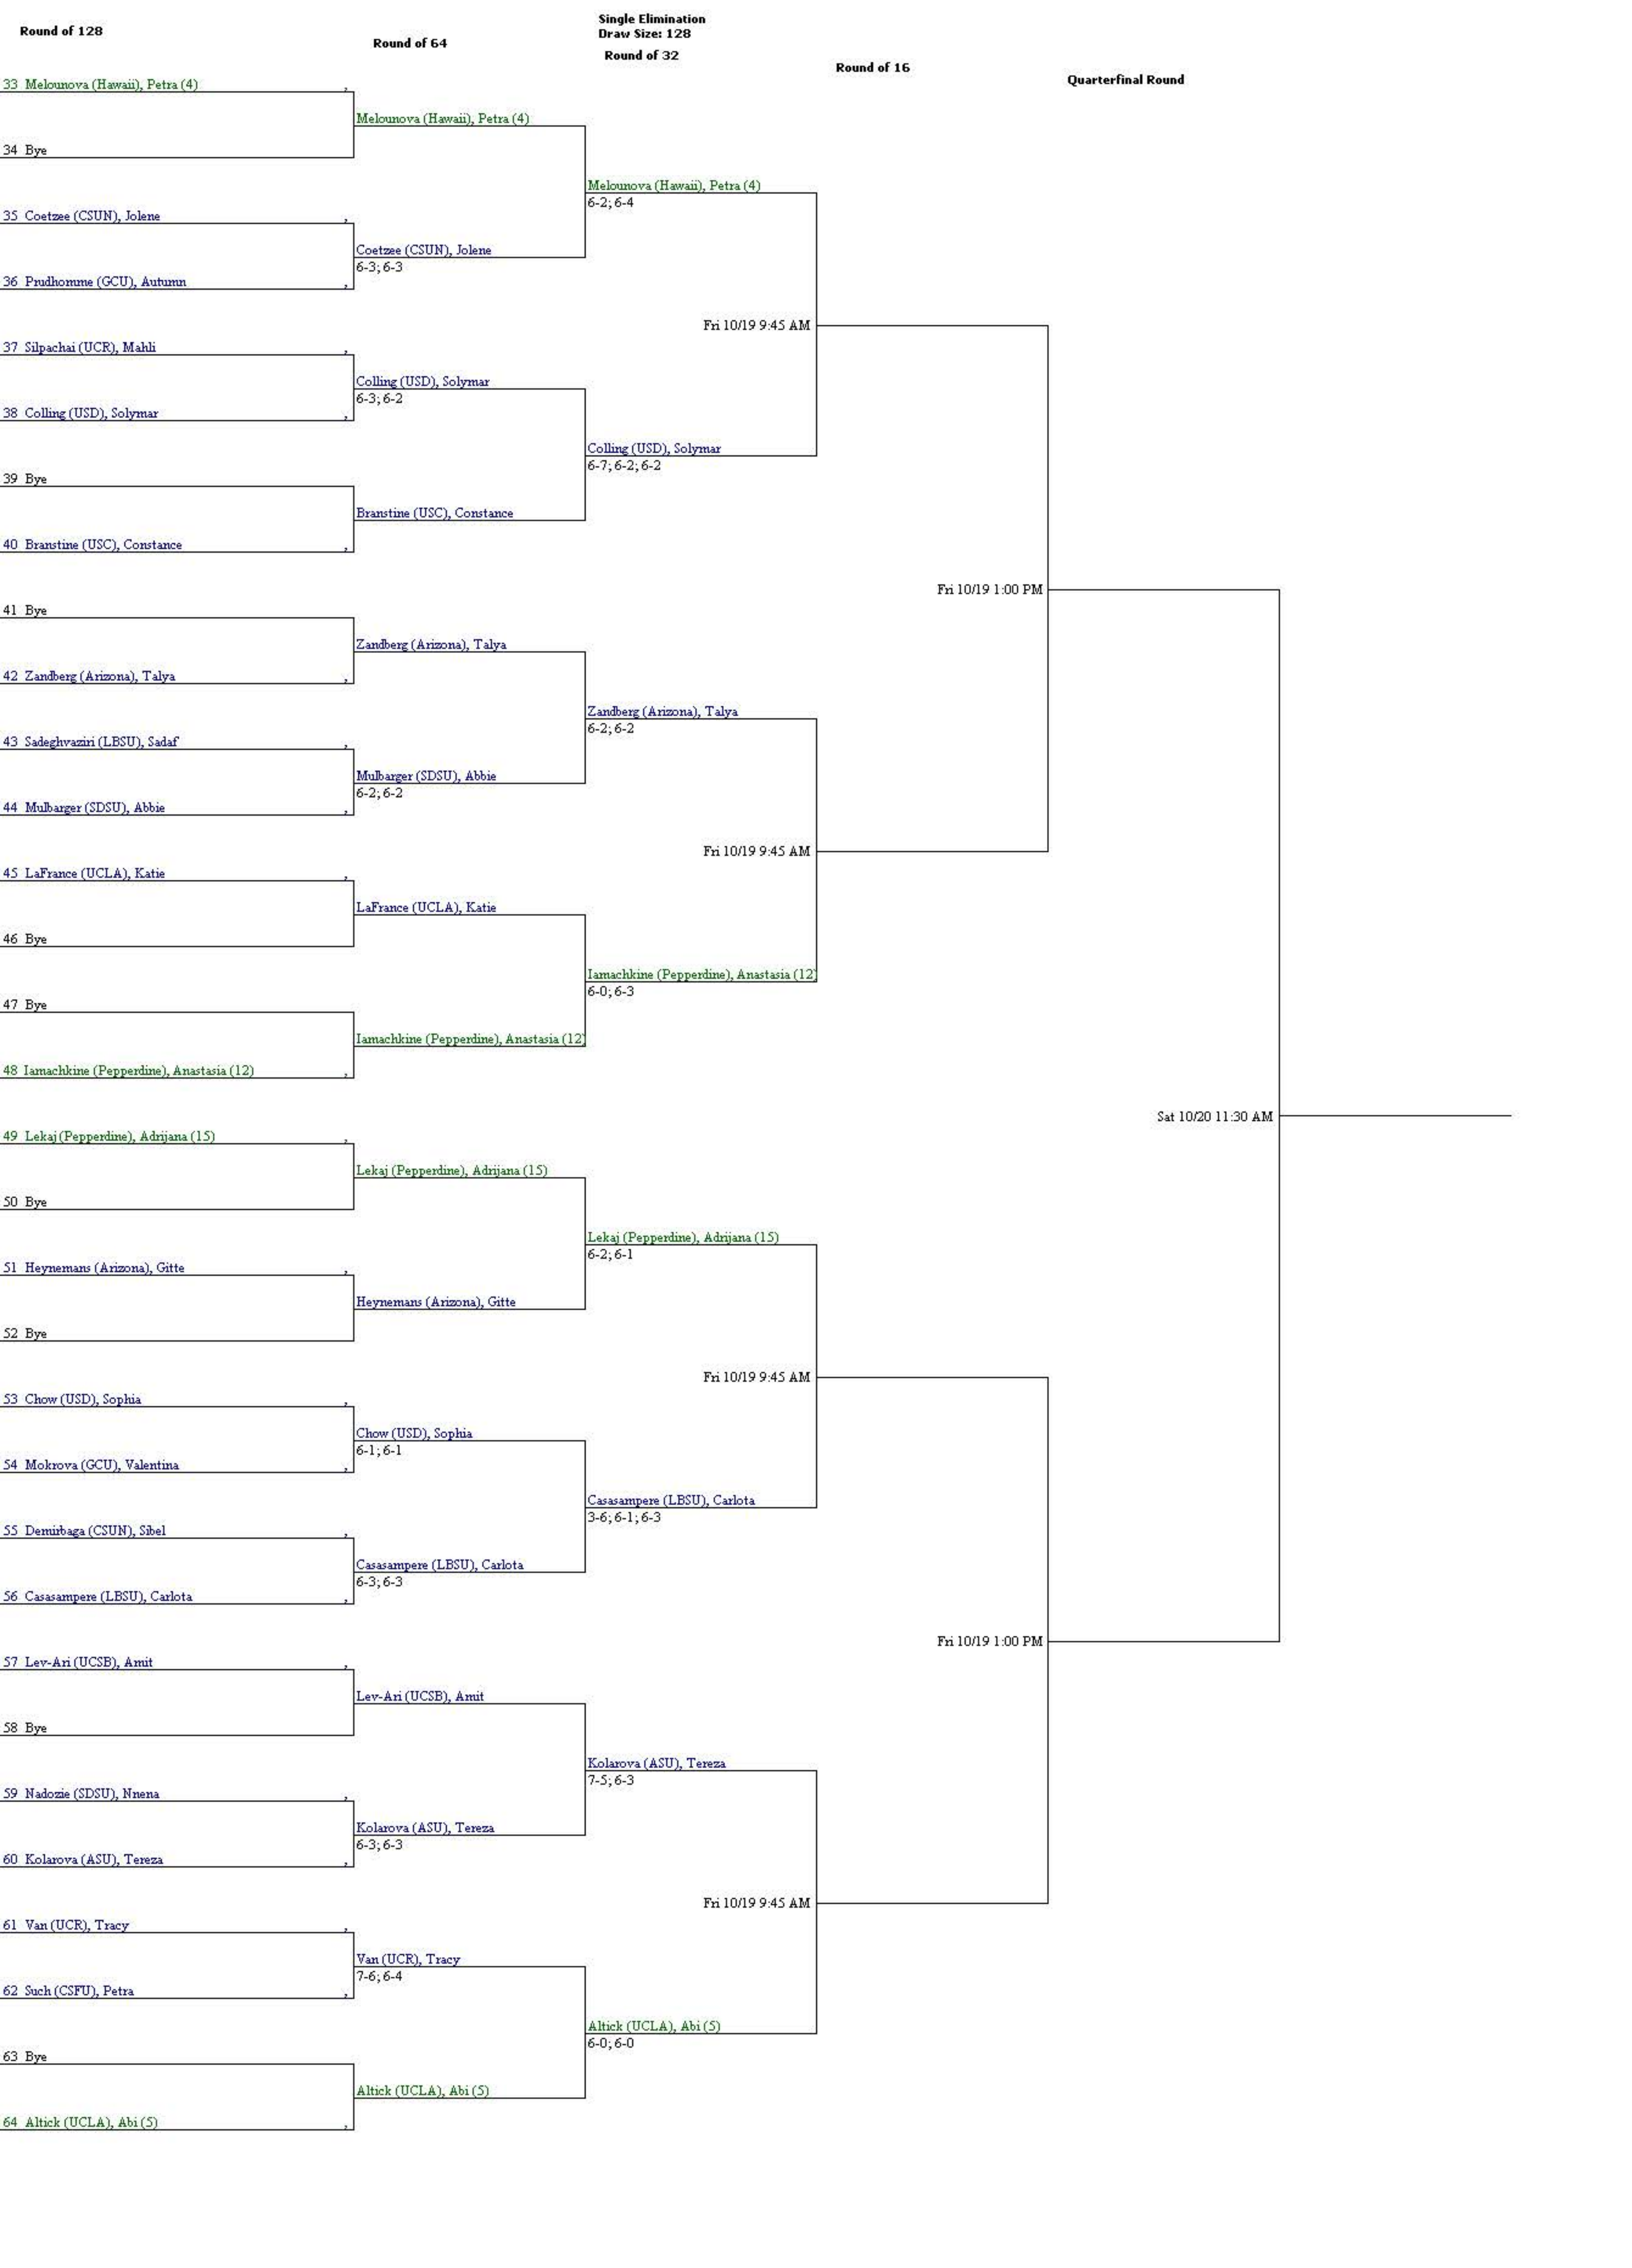 Single Elimination
Draw Size: 128
Round of 128
Round of 64
Round of 32
Round of 16
Quarterfinal Round
33 Melounova (Hawaii), Petra (4) ,
Melounova (Hawaii), Petra (4)
34 Bye
Melounova (Hawaii), Petra (4)
6-2; 6-4
35 Coetzee (CSUN), Jolene ,
Coetzee (CSUN), Jolene
6-3; 6-3
36 Prudhomme (GCU), Autumn ,
Fri 10/19 9:45 AM
37 Silpachai (UCR), Mahli ,
Colling (USD), Solymar
6-3; 6-2
38 Colling (USD), Solymar ,
Colling (USD), Solymar
6-7; 6-2; 6-2
39 Bye
Branstine (USC), Constance
40 Branstine (USC), Constance ,
Fri 10/19 1:00 PM
41 Bye
Zandberg (Arizona), Talya
42 Zandberg (Arizona), Talya ,
Zandberg (Arizona), Talya
6-2; 6-2
43 Sadeghvaziri (LBSU), Sadaf ,
Mulbarger (SDSU), Abbie
6-2; 6-2
44 Mulbarger (SDSU), Abbie ,
Fri 10/19 9:45 AM
45 LaFrance (UCLA), Katie ,
LaFrance (UCLA), Katie
46 Bye
Iamachkine (Pepperdine), Anastasia (12)
6-0; 6-3
47 Bye
Iamachkine (Pepperdine), Anastasia (12)
48 Iamachkine (Pepperdine), Anastasia (12) ,
Sat 10/20 11:30 AM
49 Lekaj (Pepperdine), Adrijana (15) ,
Lekaj (Pepperdine), Adrijana (15)
50 Bye
Lekaj (Pepperdine), Adrijana (15)
6-2; 6-1
51 Heynemans (Arizona), Gitte ,
Heynemans (Arizona), Gitte
52 Bye
Fri 10/19 9:45 AM
53 Chow (USD), Sophia ,
Chow (USD), Sophia
6-1; 6-1
54 Mokrova (GCU), Valentina ,
Casasampere (LBSU), Carlota
3-6; 6-1; 6-3
55 Demirbaga (CSUN), Sibel ,
Casasampere (LBSU), Carlota
6-3; 6-3
56 Casasampere (LBSU), Carlota ,
Fri 10/19 1:00 PM
57 Lev-Ari (UCSB), Amit ,
Lev-Ari (UCSB), Amit
58 Bye
Kolarova (ASU), Tereza
7-5; 6-3
59 Nadozie (SDSU), Nnena ,
Kolarova (ASU), Tereza
6-3; 6-3
60 Kolarova (ASU), Tereza ,
Fri 10/19 9:45 AM
61 Van (UCR), Tracy ,
Van (UCR), Tracy
7-6; 6-4
62 Such (CSFU), Petra ,
Altick (UCLA), Abi (5)
6-0; 6-0
63 Bye
Altick (UCLA), Abi (5)
64 Altick (UCLA), Abi (5) ,